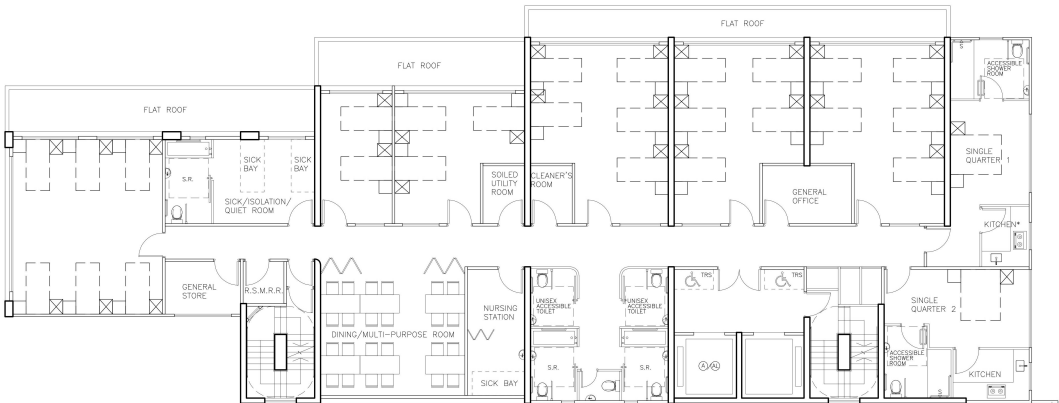 FLAT ROOF
FLAT ROOF
FLAT ROOF
S
ACCESSIBLE
SHOWER
ROOM
SICK
BAY
SICK
BAY
S.R.
SICK/ISOLATION/
QUIET ROOM
SOILED
UTILITY
ROOM
CLEANER'S
ROOM
GENERAL
OFFICE
SINGLE
QUARTER 1
KITCHEN*
GENERAL
STORE
R.S.M.R.R.
DINING/MULTI-PURPOSE ROOM
NURSING
STATION
SICK BAY
UNISEX
ACCESSIBLE
TOILET
UNISEX
ACCESSIBLE
TOILET
S.R.
S.R.
TRS
TRS
A/AL
SINGLE
QUARTER 2
ACCESSIBLE
SHOWER
ROOM
S
KITCHEN